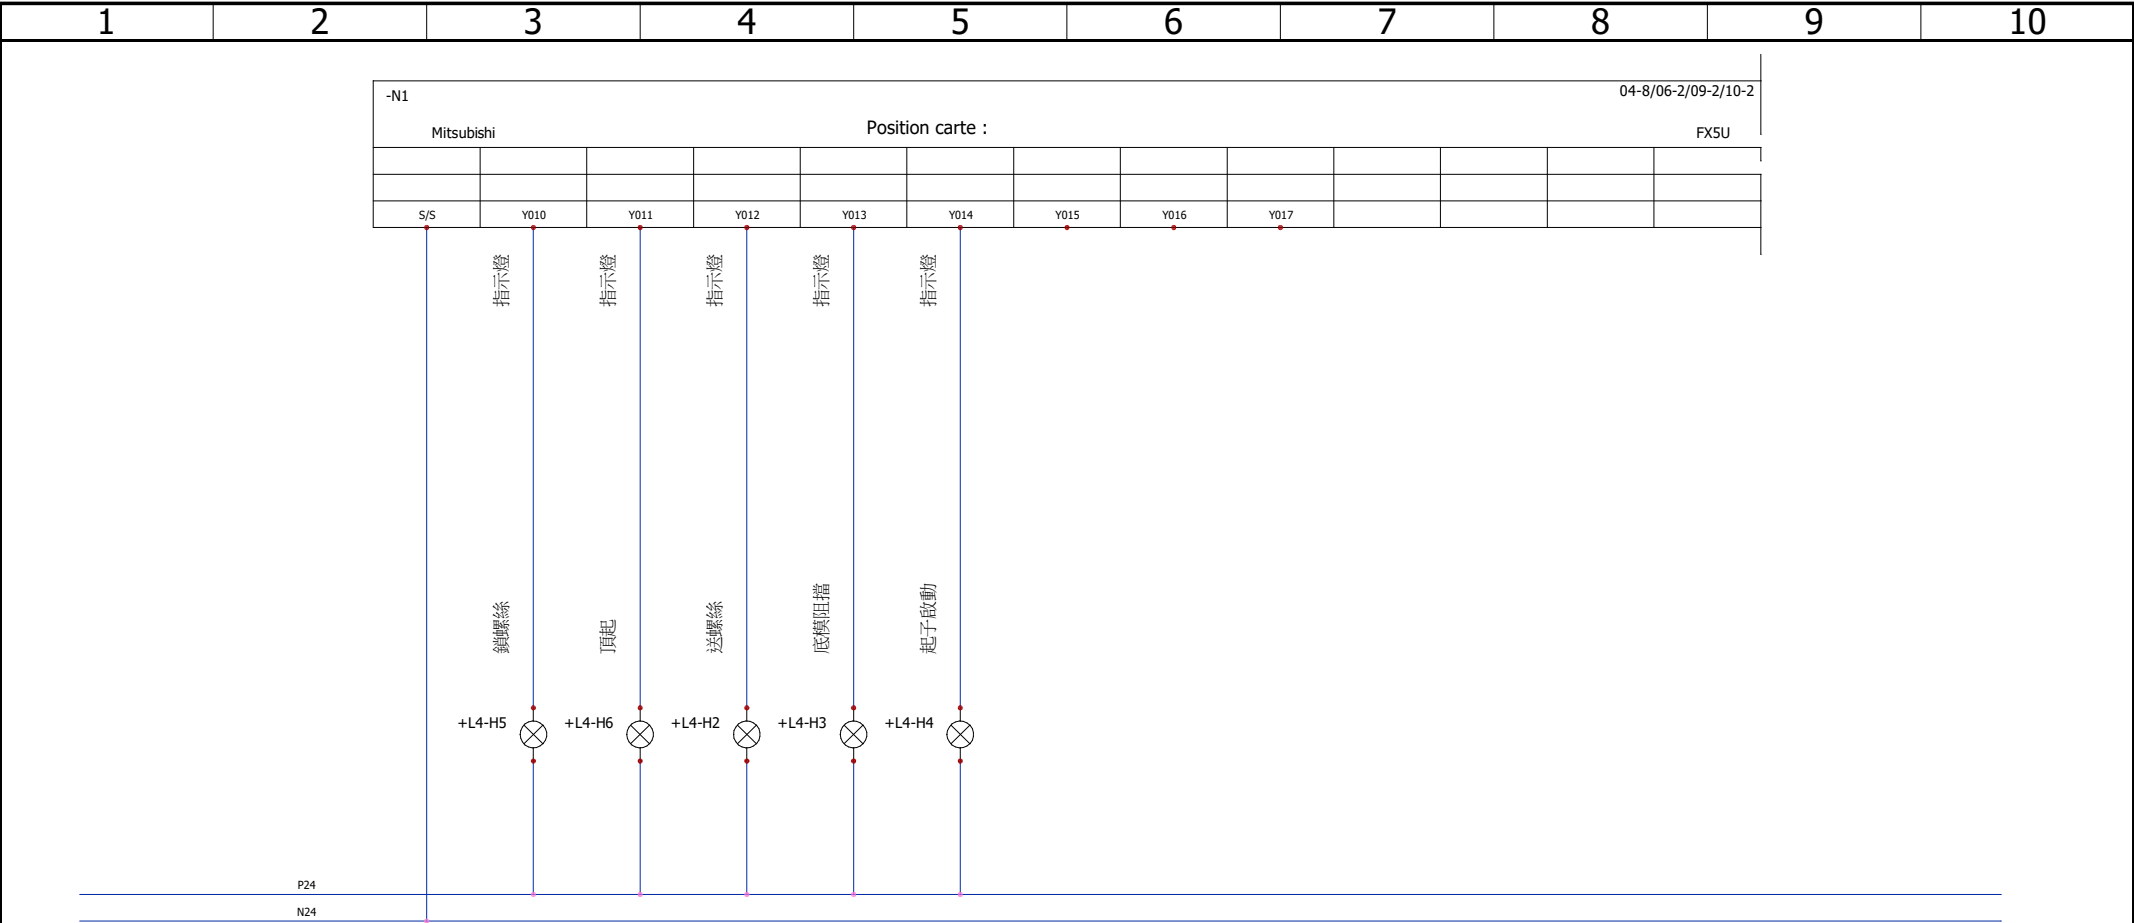 1 2 3 4 5 6 7 8 9 10
-N1 04-8/06-2/09-2/10-2
Mitsubishi Position carte : FX5U
S/S Y010 Y011 Y012 Y013 Y014 Y015 Y016 Y017
指示燈 指示燈 指示燈 指示燈 指示燈
鎖螺絲 頂起 送螺絲 底模阻擋 起子啟動
+L4-H5 +L4-H6 +L4-H2 +L4-H3 +L4-H4
P24
N24